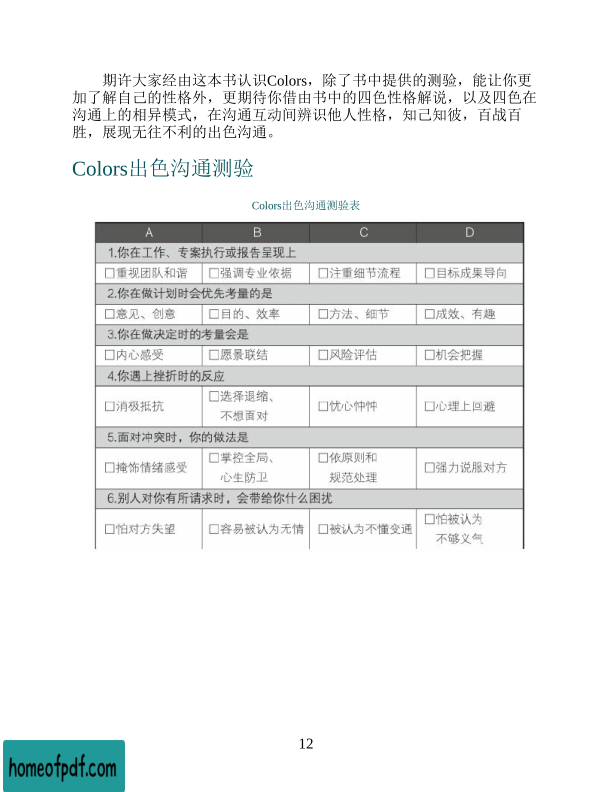 期许大家经由这本书认识Colors，除了书中提供的测验，能让你更
加了解自己的性格外，更期待你借由书中的四色性格解说，以及四色在
沟通上的相异模式，在沟通互动间辨识他人性格，知己知彼，百战百
胜，展现无往不利的出色沟通。
Colors出色沟通测验
Colors出色沟通测验表
A B C D
1.你在工作、专案执行或报告呈现上
□重视团队和谐 □强调专业依据 □注重细节流程 □目标成果导向
2.你在做计划时会优先考量的是
□意见、创意 □目的、效率 □方法、细节 □成效、有趣
3.你在做决定时的考量会是
□内心感受 □愿景联结 □风险评估 □机会把握
4.你遇上挫折时的反应
□消极抵抗 □选择退缩、 □忧心忡忡 □心理上回避
不想面对
5.面对冲突时，你的做法是
□掩饰情绪感受 □掌控全局、 □依原则和 □强力说服对方
心生防卫 规范处理
6.别人对你有所请求时，会带给你什么困扰
□怕对方失望 □容易被认为无情 □被认为不懂变通 □怕被认为
不够义气
12
homeofpdf.com